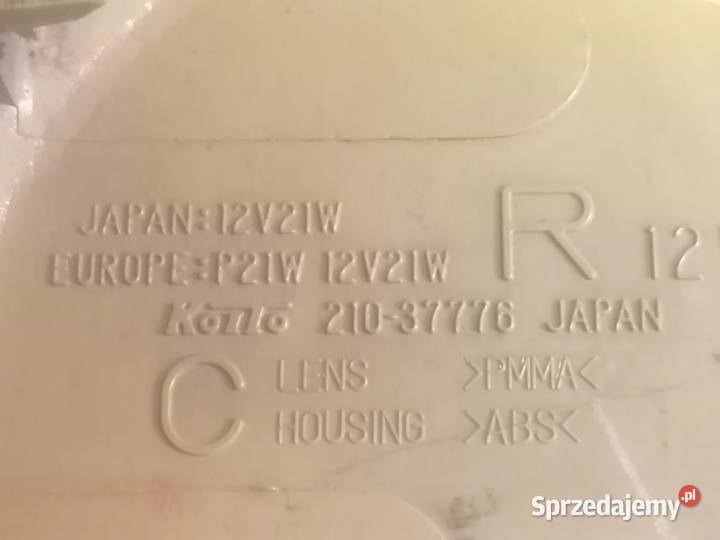 JAPAN:12V21W
EUROPE:P21W 12V21W R 12
KOITO 210-37776 JAPAN
C LENS >PMMA<
HOUSING >ABS<
Sprzedajemy.pl